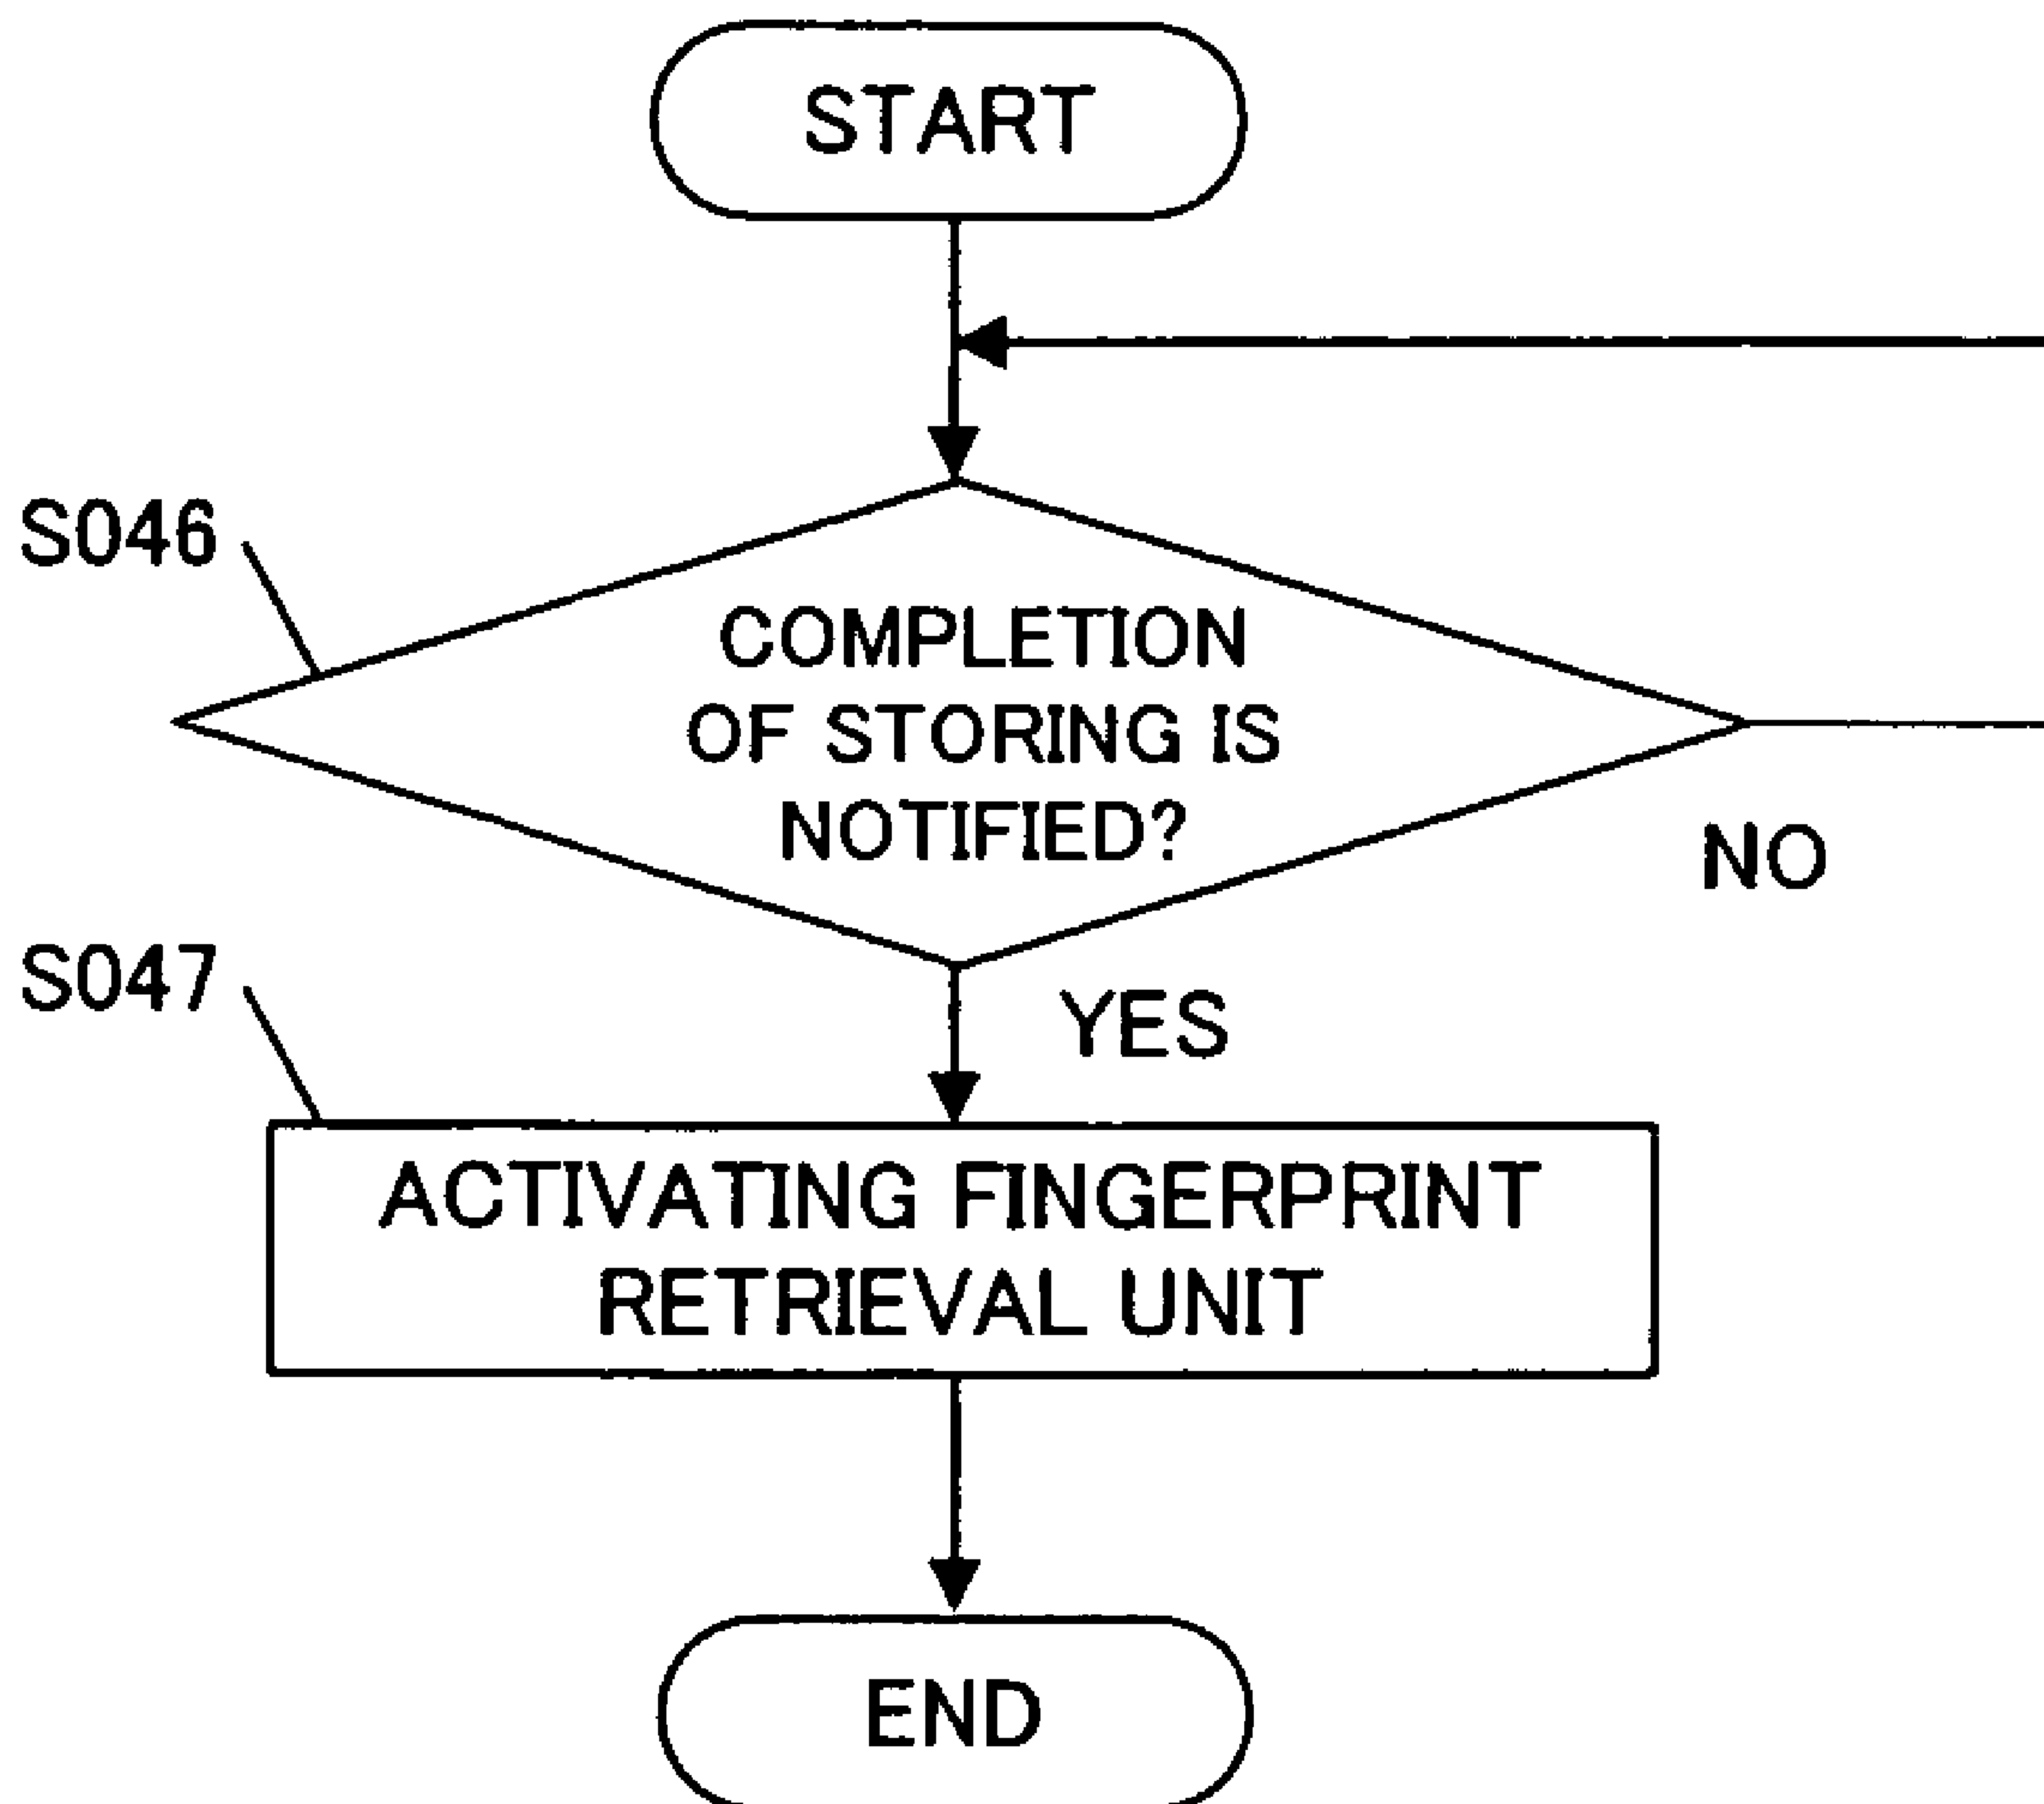 START
S046
COMPLETION
OF STORING IS
NOTIFIED?
NO
S047
YES
ACTIVATING FINGERPRINT
RETRIEVAL UNIT
END